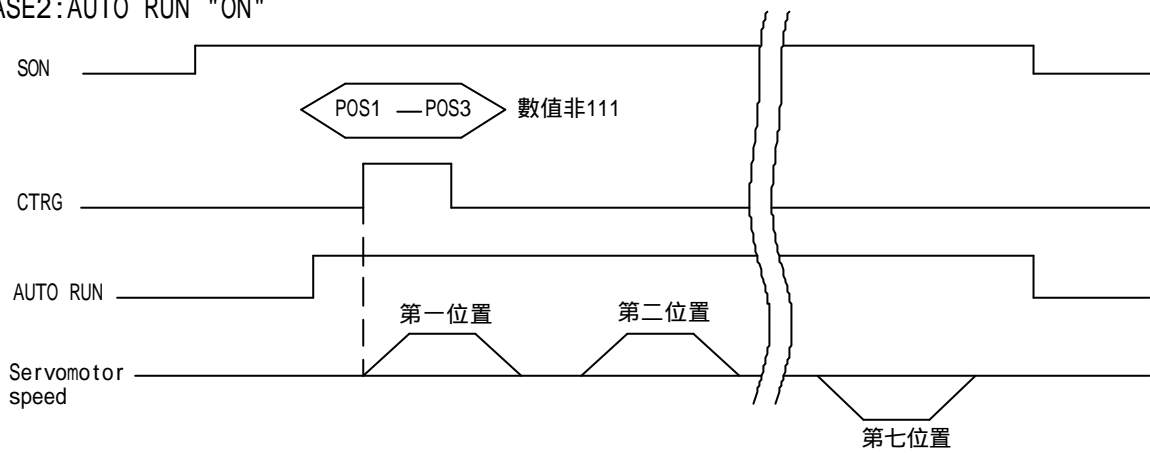 ASE2:AUTO RUN "ON"
SON
POS1 —POS3 數值非111
CTRG
AUTO RUN
第一位置
第二位置
Servomotor
speed
第七位置